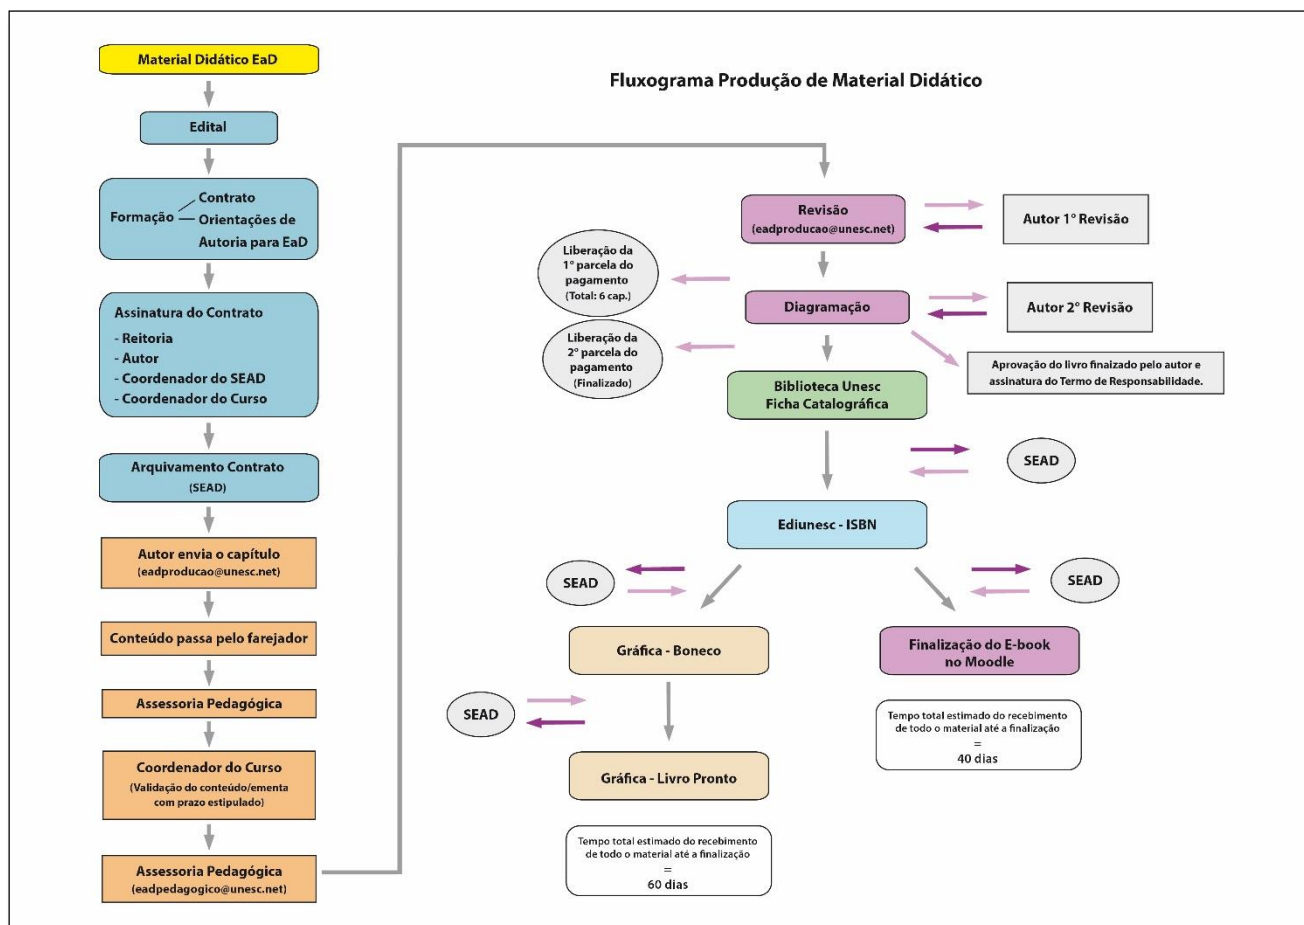 Material Didático EaD
Edital
Formação
Contrato
Orientações de
Autoria para EaD
Assinatura do Contrato
- Reitoria
- Autor
- Coordenador do SEAD
- Coordenador do Curso
Arquivamento Contrato
(SEAD)
Autor envia o capítulo
(eadproducao@unesc.net)
Conteúdo passa pelo farejador
Assessoria Pedagógica
Coordenador do Curso
(Validação do conteúdo/ementa
com prazo estipulado)
Assessoria Pedagógica
(eadpedagogico@unesc.net)
Fluxograma Produção de Material Didático
Revisão
(eadproducao@unesc.net)
Autor 1° Revisão
Liberação da
1° parcela do
pagamento
(Total: 6 cap.)
Diagramação
Autor 2° Revisão
Liberação da
2° parcela do
pagamento
(Finalizado)
Aprovação do livro finaizado pelo autor e
assinatura do Termo de Responsabilidade.
Biblioteca Unesc
Ficha Catalográfica
SEAD
Ediunesc - ISBN
SEAD
SEAD
Gráfica - Boneco
Finalização do E-book
no Moodle
SEAD
Tempo total estimado do recebimento
de todo o material até a finalização
=
40 dias
Gráfica - Livro Pronto
Tempo total estimado do recebimento
de todo o material até a finalização
=
60 dias